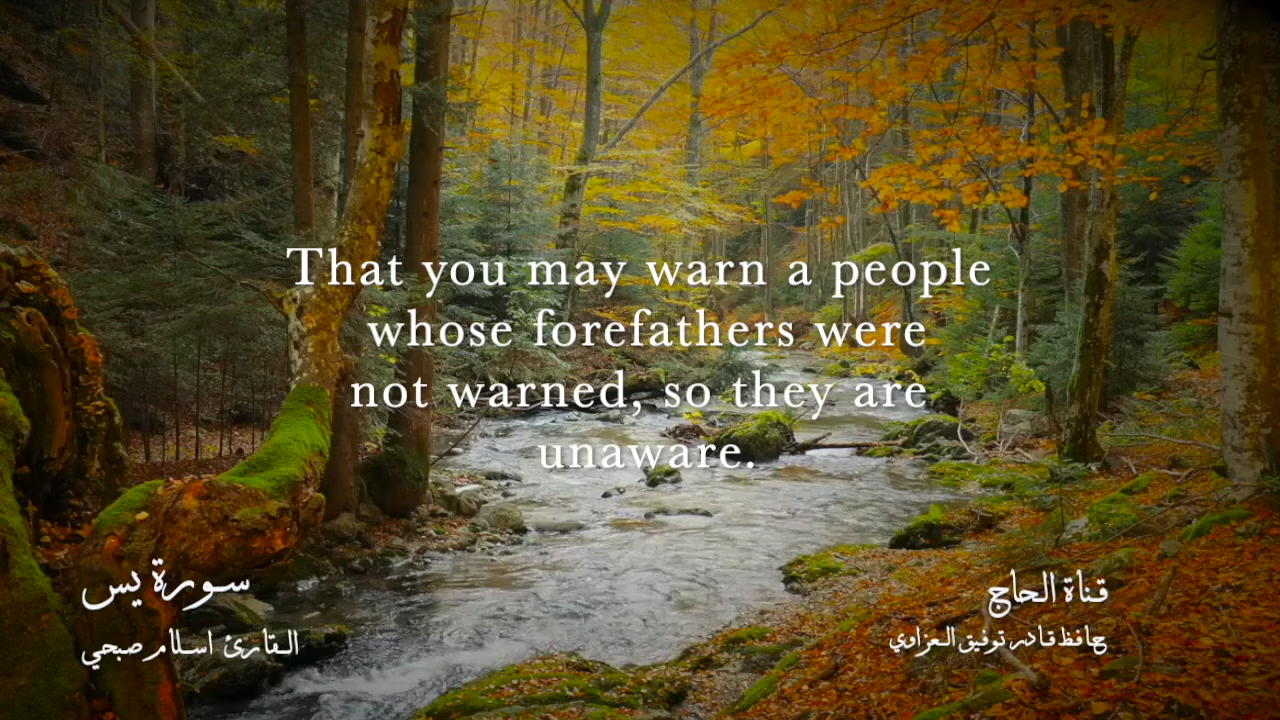 That you may warn a people
whose forefathers were
not warned, so they are
unaware.
سورة يس
القارئ اسلام صبحي
قناة الحاج
حافظ قادر توفيق العزاوي